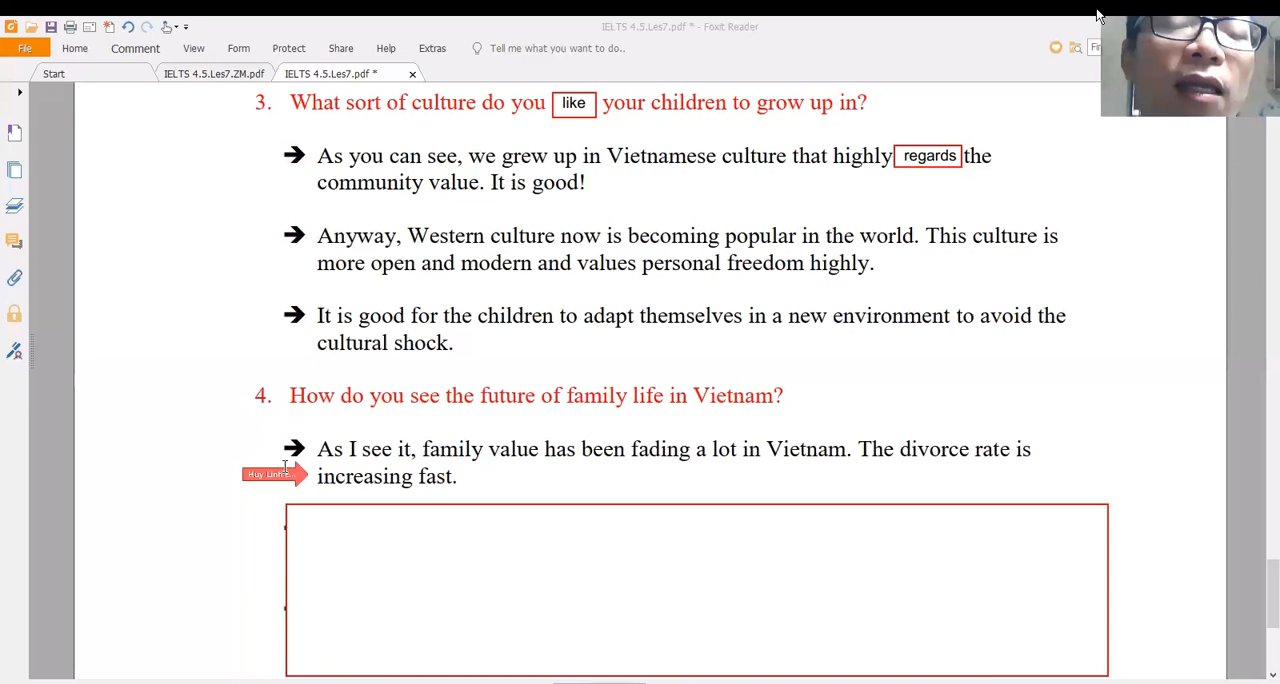 IELTS 4.5.Les7.pdf * - Foxit Reader
File Home Comment View Form Protect Share Help Extras Tell me what you want to do..
Start IELTS 4.5.Les7.ZM.pdf IELTS 4.5.Les7.pdf *
3. What sort of culture do you like your children to grow up in?
As you can see, we grew up in Vietnamese culture that highly regards the
community value. It is good!
Anyway, Western culture now is becoming popular in the world. This culture is
more open and modern and values personal freedom highly.
It is good for the children to adapt themselves in a new environment to avoid the
cultural shock.
4. How do you see the future of family life in Vietnam?
As I see it, family value has been fading a lot in Vietnam. The divorce rate is
Huy
increasing fast.